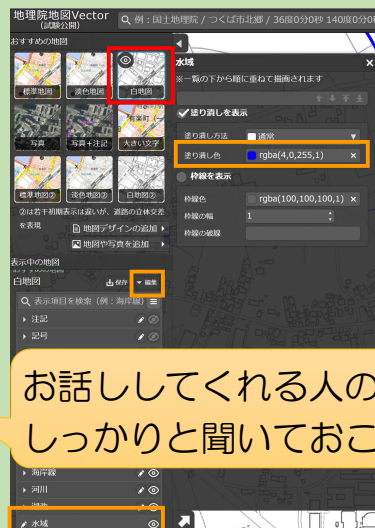 地理院地図Vector
(試験公開)
例：国土地理院 / つくば市北郷 / 36度0分0秒 140度0分0秒
おすすめの地図
標準地図
淡色地図
白地図
写真
写真+注記
有楽町
大きい文字
標準地図②
淡色地図②
白地図②
②は若干初期表示は違いが、道路の立体交差
を表現
地図デザインの追加
地図や写真を追加
表示中の地図
白地図
保存
編集
表示項目を検索（例：海岸線）
注記
記号
海岸線
河川
湖池
水域
水域
×
※一覧の下から順に重ねて描画されます
塗り潰しを表示
塗り潰し方法
通常
塗り潰し色
rgba(4,0,255,1) ×
枠線を表示
枠線色
rgba(100,100,100,1) ×
枠線の幅
1
枠線の破線
お話ししてくれる人の
しっかりと聞いておこ